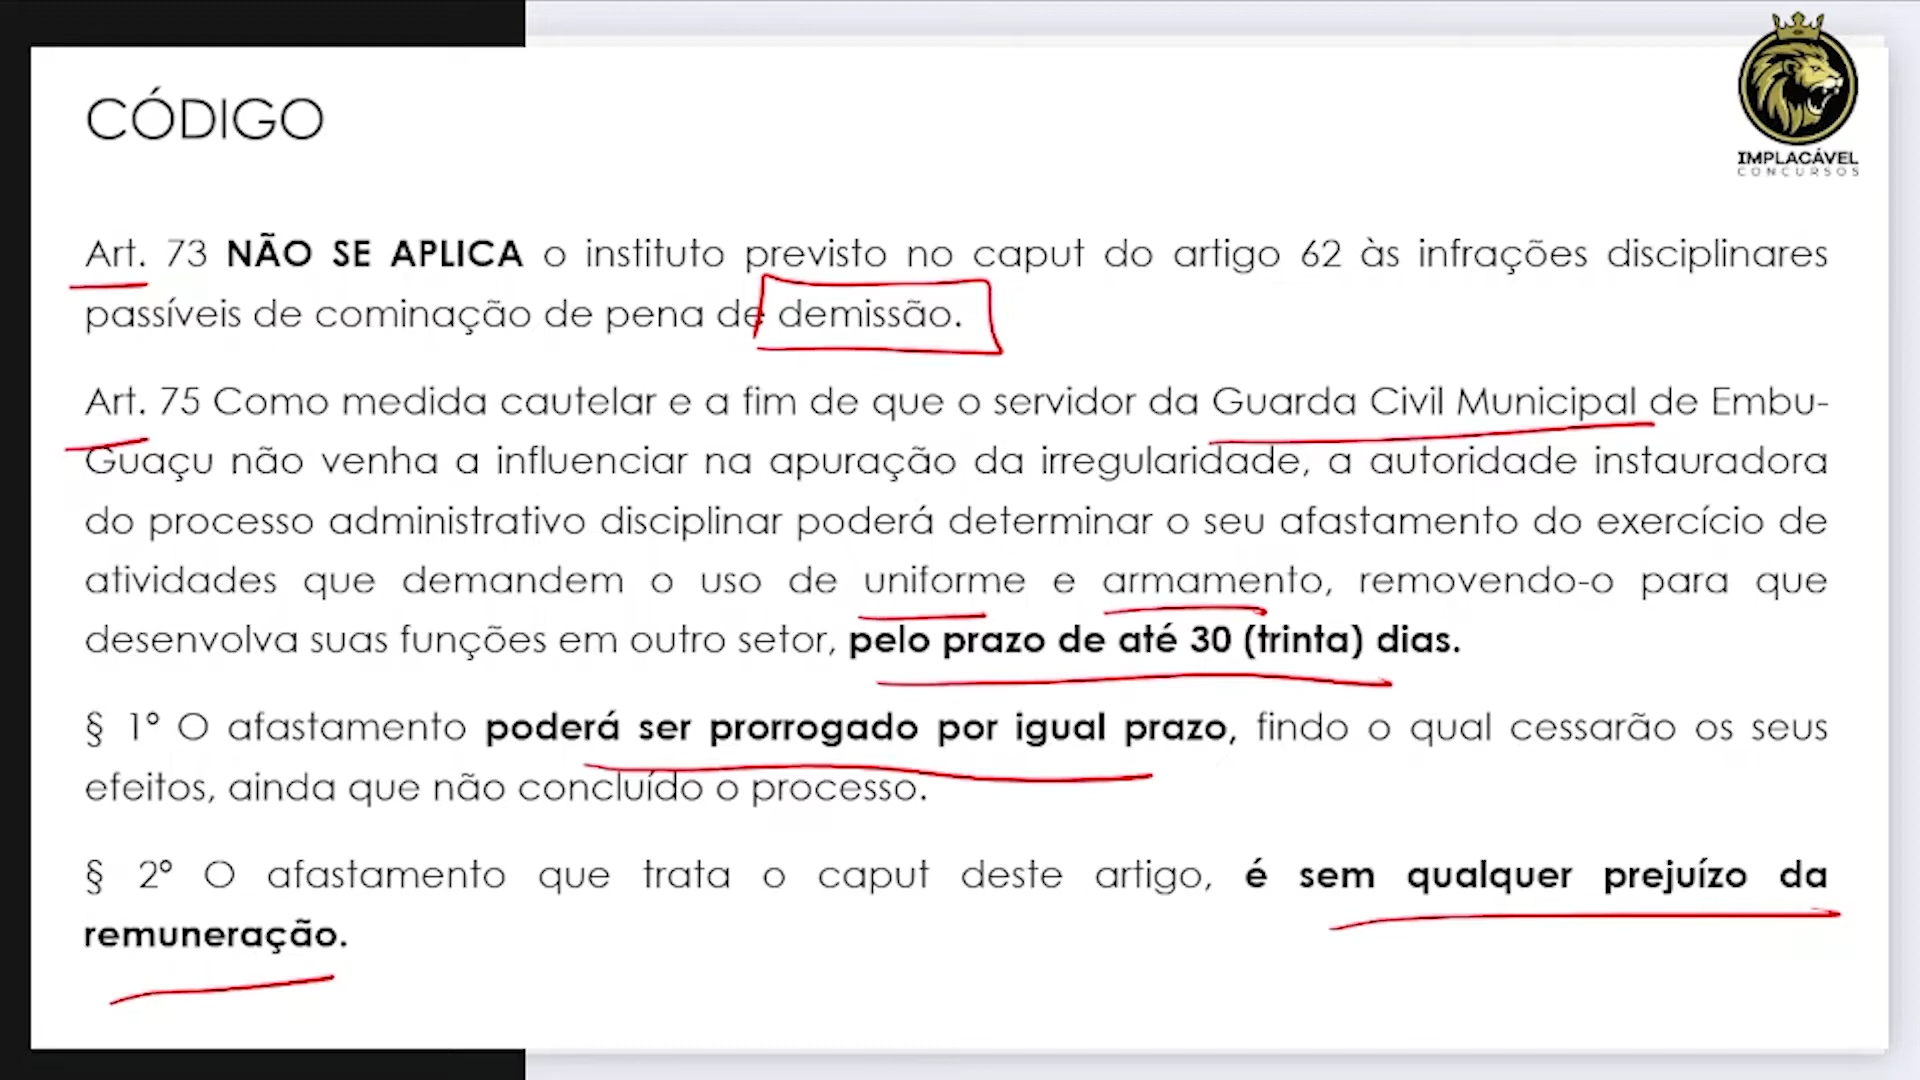 CÓDIGO
IMPLACÁVEL
CONCURSOS
Art. 73 NÃO SE APLICA o instituto previsto no caput do artigo 62 às infrações disciplinares
passíveis de cominação de pena de demissão.
Art. 75 Como medida cautelar e a fim de que o servidor da Guarda Civil Municipal de Embu-
Guaçu não venha a influenciar na apuração da irregularidade, a autoridade instauradora
do processo administrativo disciplinar poderá determinar o seu afastamento do exercício de
atividades que demandem o uso de uniforme e armamento, removendo-o para que
desenvolva suas funções em outro setor, pelo prazo de até 30 (trinta) dias.
§ 1º O afastamento poderá ser prorrogado por igual prazo, findo o qual cessarão os seus
efeitos, ainda que não concluído o processo.
§ 2º O afastamento que trata o caput deste artigo, é sem qualquer prejuízo da
remuneração.